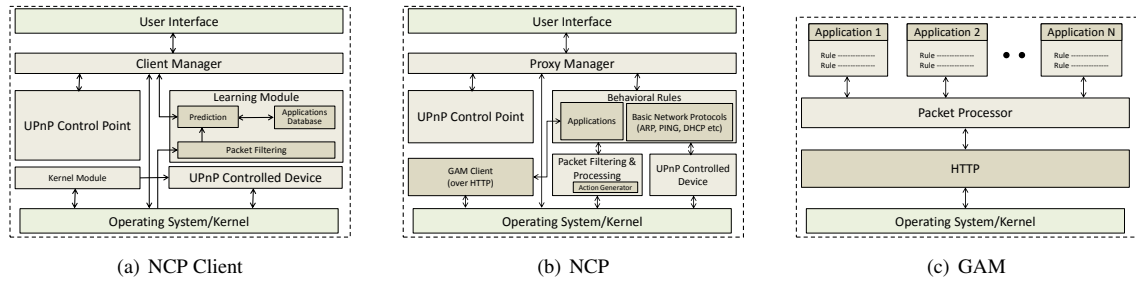 User Interface
Client Manager
UPnP Control Point
Learning Module
Prediction
Applications
Database
Packet Filtering
Kernel Module
UPnP Controlled Device
Operating System/Kernel
(a) NCP Client
User Interface
Proxy Manager
UPnP Control Point
Behavioral Rules
Applications
Basic Network Protocols
(ARP, PING, DHCP etc)
GAM Client
(over HTTP)
Packet Filtering &
Processing
Action Generator
UPnP Controlled
Device
Operating System/Kernel
(b) NCP
Application 1
Rule ----------------
Rule ----------------
Application 2
Rule ----------------
Rule ----------------
Application N
Rule ----------------
Rule ----------------
Packet Processor
HTTP
Operating System/Kernel
(c) GAM